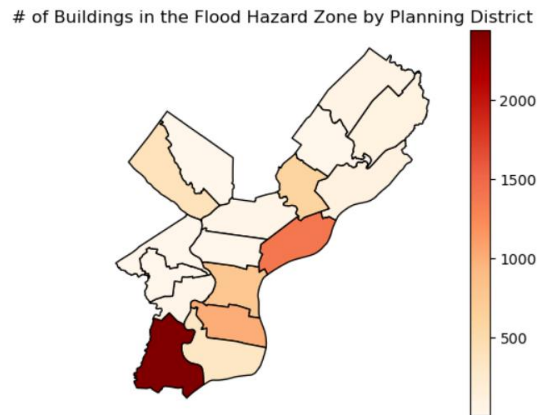 # of Buildings in the Flood Hazard Zone by Planning District
2000
1500
1000
500